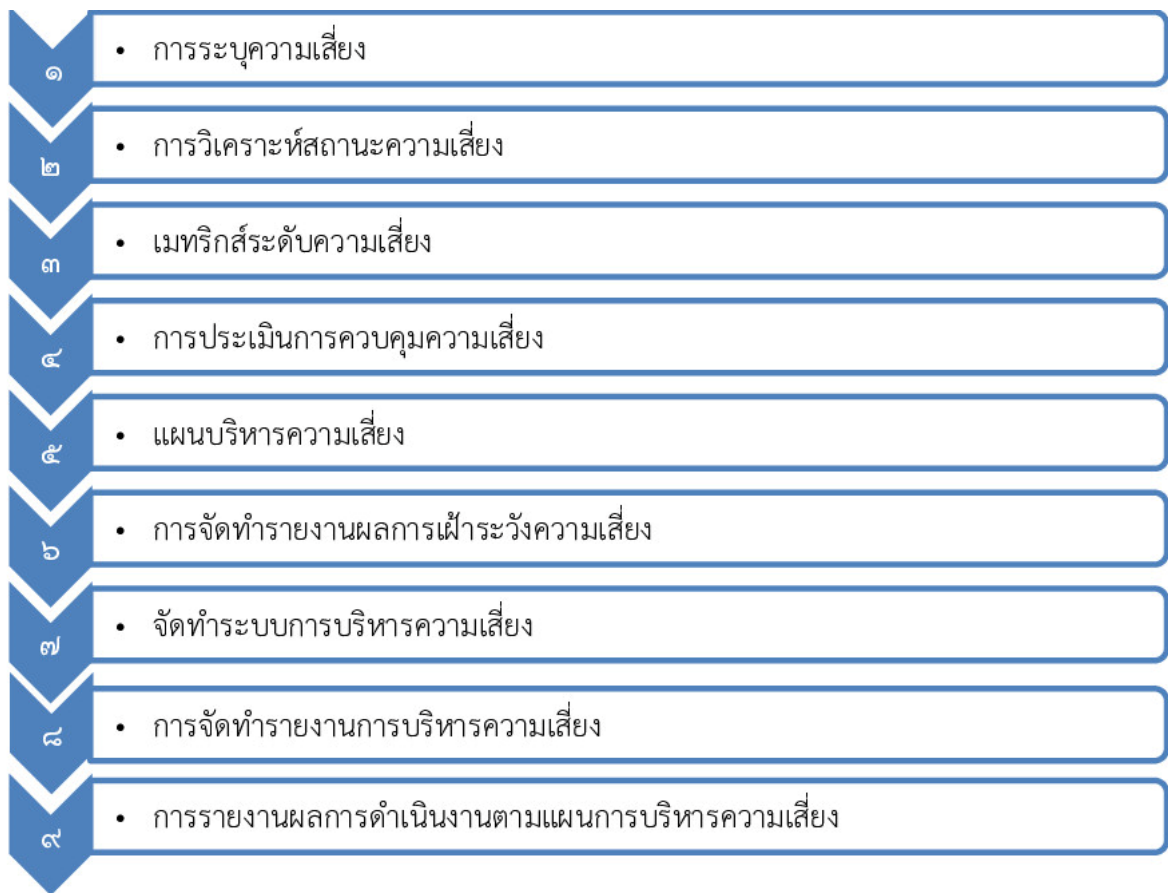 ๑ • การระบุความเสี่ยง
๒ • การวิเคราะห์สถานะความเสี่ยง
๓ • เมทริกส์ระดับความเสี่ยง
๔ • การประเมินการควบคุมความเสี่ยง
๕ • แผนบริหารความเสี่ยง
๖ • การจัดทำรายงานผลการเฝ้าระวังความเสี่ยง
๗ • จัดทำระบบการบริหารความเสี่ยง
๘ • การจัดทำรายงานการบริหารความเสี่ยง
๙ • การรายงานผลการดำเนินงานตามแผนการบริหารความเสี่ยง